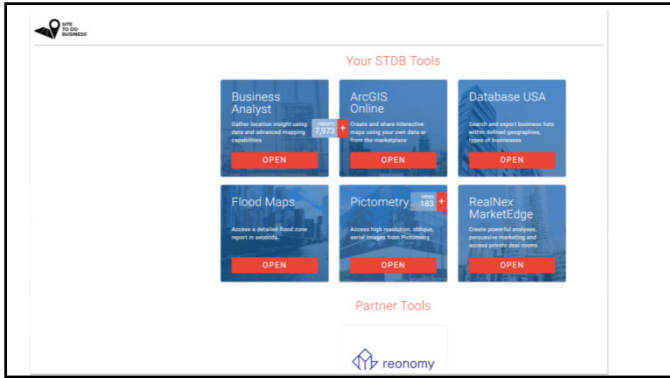 SITE
TO DO
BUSINESS
Your STDB Tools
Business
Analyst
Gather location insight using
data and advanced mapping
capabilities
CREDITS
7,973 +
OPEN
ArcGIS
Online
Create and share interactive
maps using your own data or
from the marketplace
OPEN
Database USA
Search and export business lists
within defined geographies,
types of businesses
OPEN
Flood Maps
Access a detailed flood zone
report in seconds.
OPEN
Pictometry
VIEWS
183 +
Access high resolution, oblique,
aerial images from Pictometry
OPEN
RealNex
MarketEdge
Create powerful analyses,
persuasive marketing and
access private deal rooms
OPEN
Partner Tools
reonomy